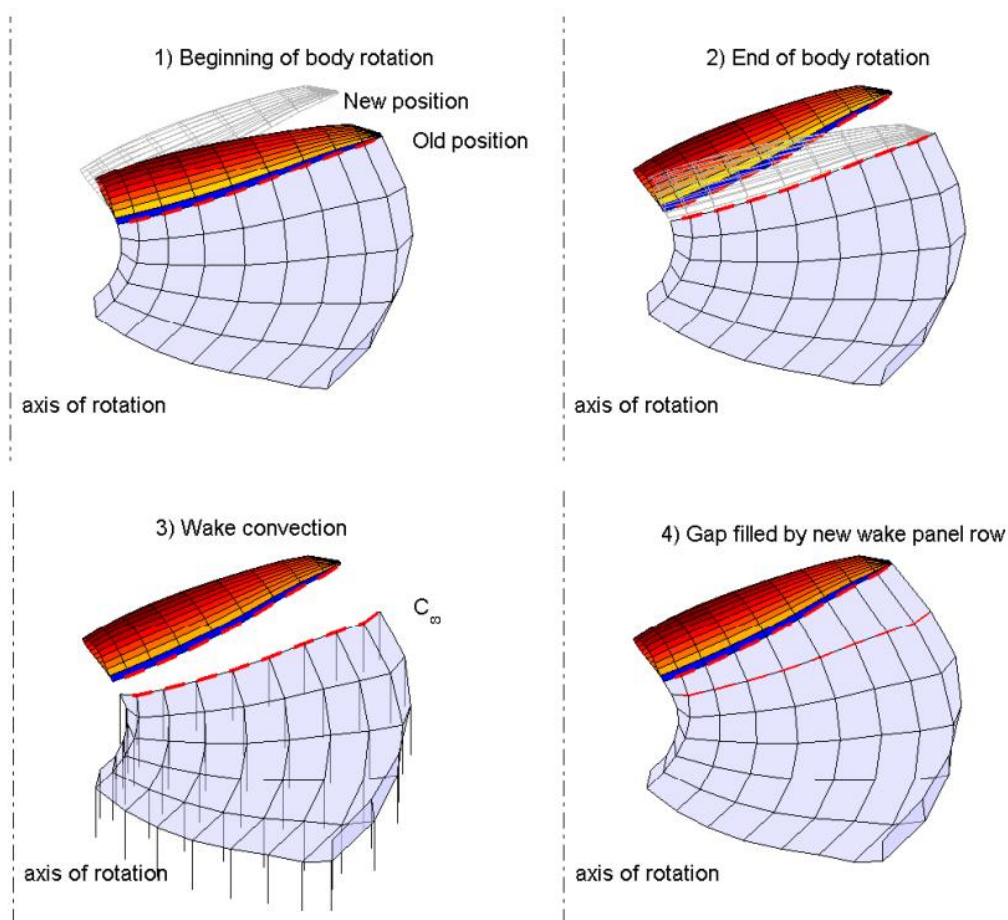 1) Beginning of body rotation
New position
Old position
axis of rotation
2) End of body rotation
axis of rotation
3) Wake convection
C∞
axis of rotation
4) Gap filled by new wake panel row
axis of rotation